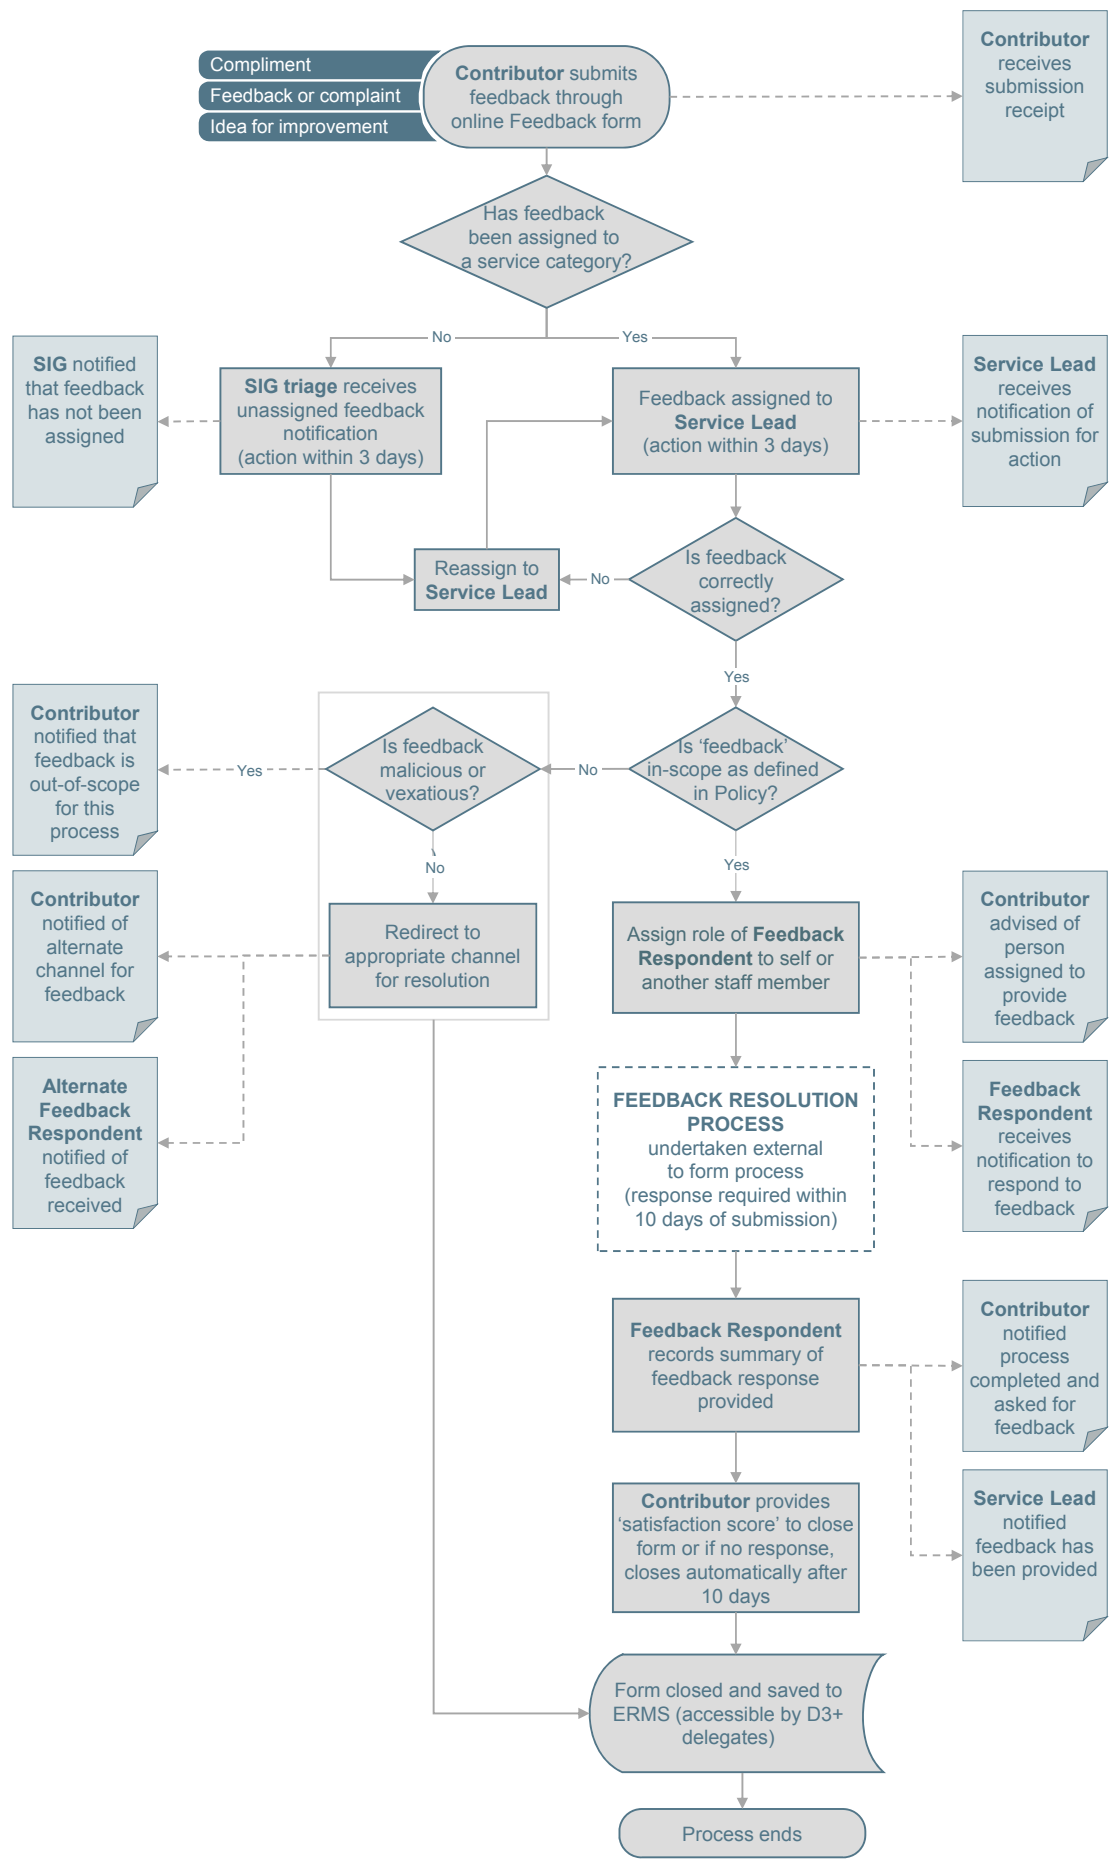 Compliment
Feedback or complaint
Idea for improvement
Contributor submits
feedback through
online Feedback form
Contributor
receives
submission
receipt
Has feedback
been assigned to
a service category?
No
Yes
SIG notified
that feedback
has not been
assigned
SIG triage receives
unassigned feedback
notification
(action within 3 days)
Feedback assigned to
Service Lead
(action within 3 days)
Service Lead
receives
notification of
submission for
action
Reassign to
Service Lead
No
Is feedback
correctly
assigned?
Yes
Contributor
notified that
feedback is
out-of-scope
for this
process
Yes
Is feedback
malicious or
vexatious?
No
Is ‘feedback’
in-scope as defined
in Policy?
No
Yes
Contributor
notified of
alternate
channel for
feedback
Redirect to
appropriate channel
for resolution
Assign role of Feedback
Respondent to self or
another staff member
Contributor
advised of
person
assigned to
provide
feedback
Alternate
Feedback
Respondent
notified of
feedback
received
FEEDBACK RESOLUTION
PROCESS
undertaken external
to form process
(response required within
10 days of submission)
Feedback
Respondent
receives
notification to
respond to
feedback
Feedback Respondent
records summary of
feedback response
provided
Contributor
notified
process
completed and
asked for
feedback
Contributor provides
‘satisfaction score’ to close
form or if no response,
closes automatically after
10 days
Service Lead
notified
feedback has
been provided
Form closed and saved to
ERMS (accessible by D3+
delegates)
Process ends